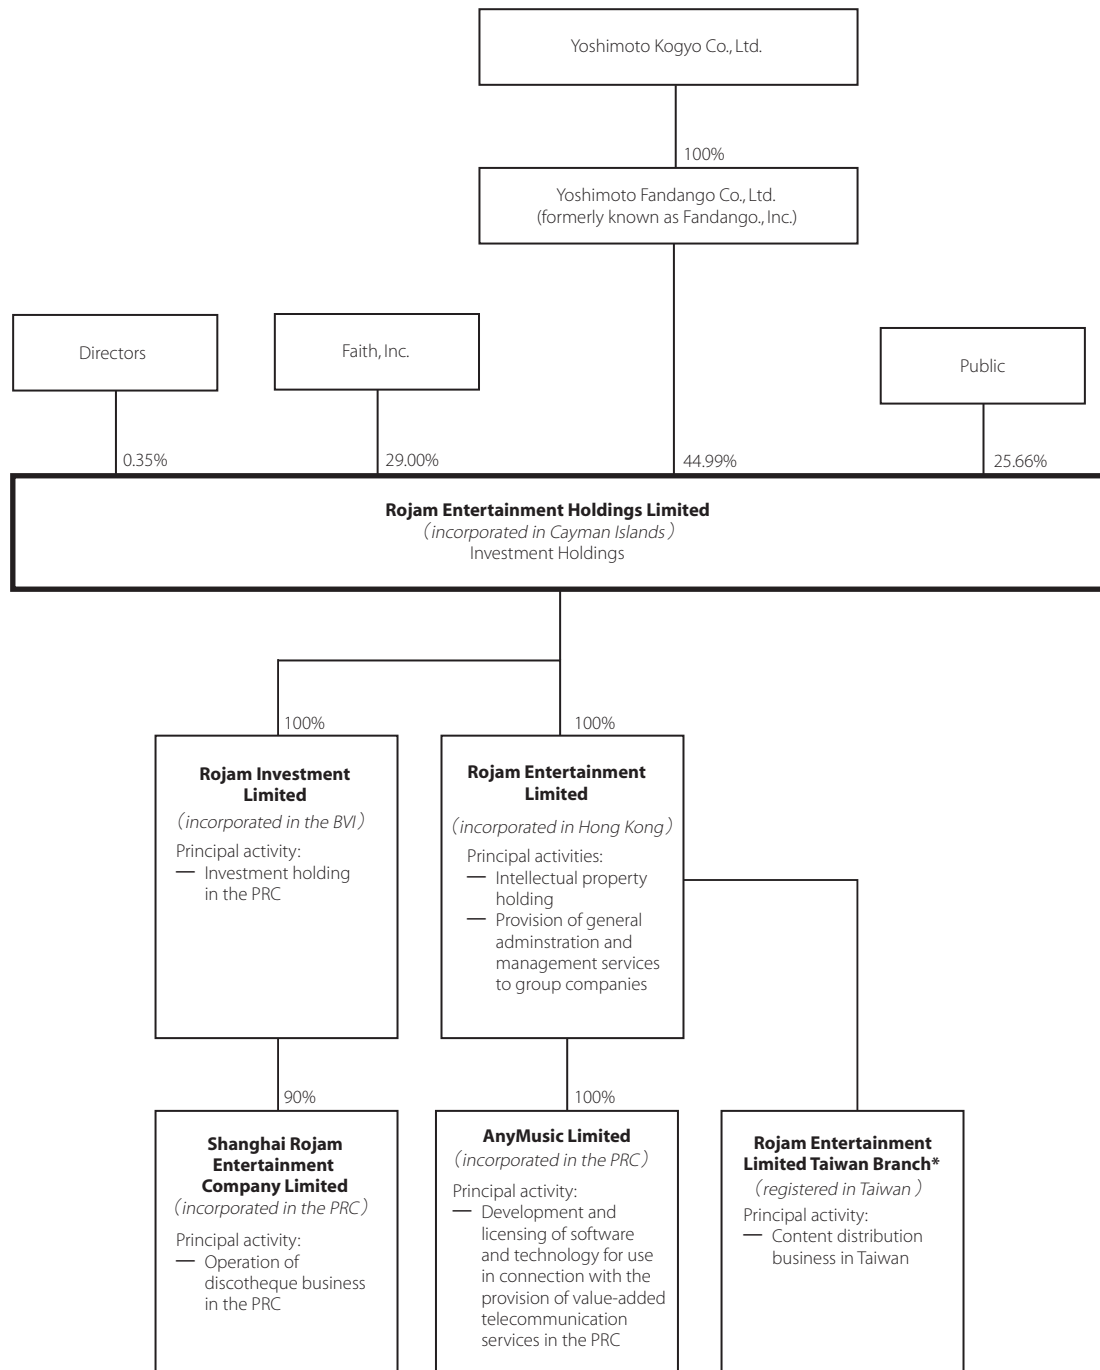 Yoshimoto Kogyo Co., Ltd.
100%
Yoshimoto Fandango Co., Ltd.
(formerly known as Fandango., Inc.)
Directors
Faith, Inc.
Public
0.35%
29.00%
44.99%
25.66%
Rojam Entertainment Holdings Limited
(incorporated in Cayman Islands)
Investment Holdings
100%
100%
Rojam Investment
Limited
(incorporated in the BVI)
Principal activity:
— Investment holding
in the PRC
Rojam Entertainment
Limited
(incorporated in Hong Kong)
Principal activities:
— Intellectual property
holding
— Provision of general
adminstration and
management services
to group companies
90%
100%
Shanghai Rojam
Entertainment
Company Limited
(incorporated in the PRC)
Principal activity:
— Operation of
discotheque business
in the PRC
AnyMusic Limited
(incorporated in the PRC)
Principal activity:
— Development and
licensing of software
and technology for use
in connection with the
provision of value-added
telecommunication
services in the PRC
Rojam Entertainment
Limited Taiwan Branch*
(registered in Taiwan)
Principal activity:
— Content distribution
business in Taiwan